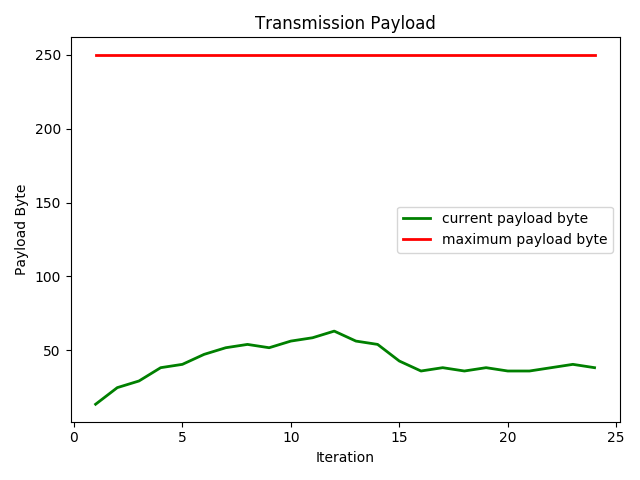 Transmission Payload
250
200
150
100
50
Payload Byte
current payload byte
maximum payload byte
0
5
10
15
20
25
Iteration